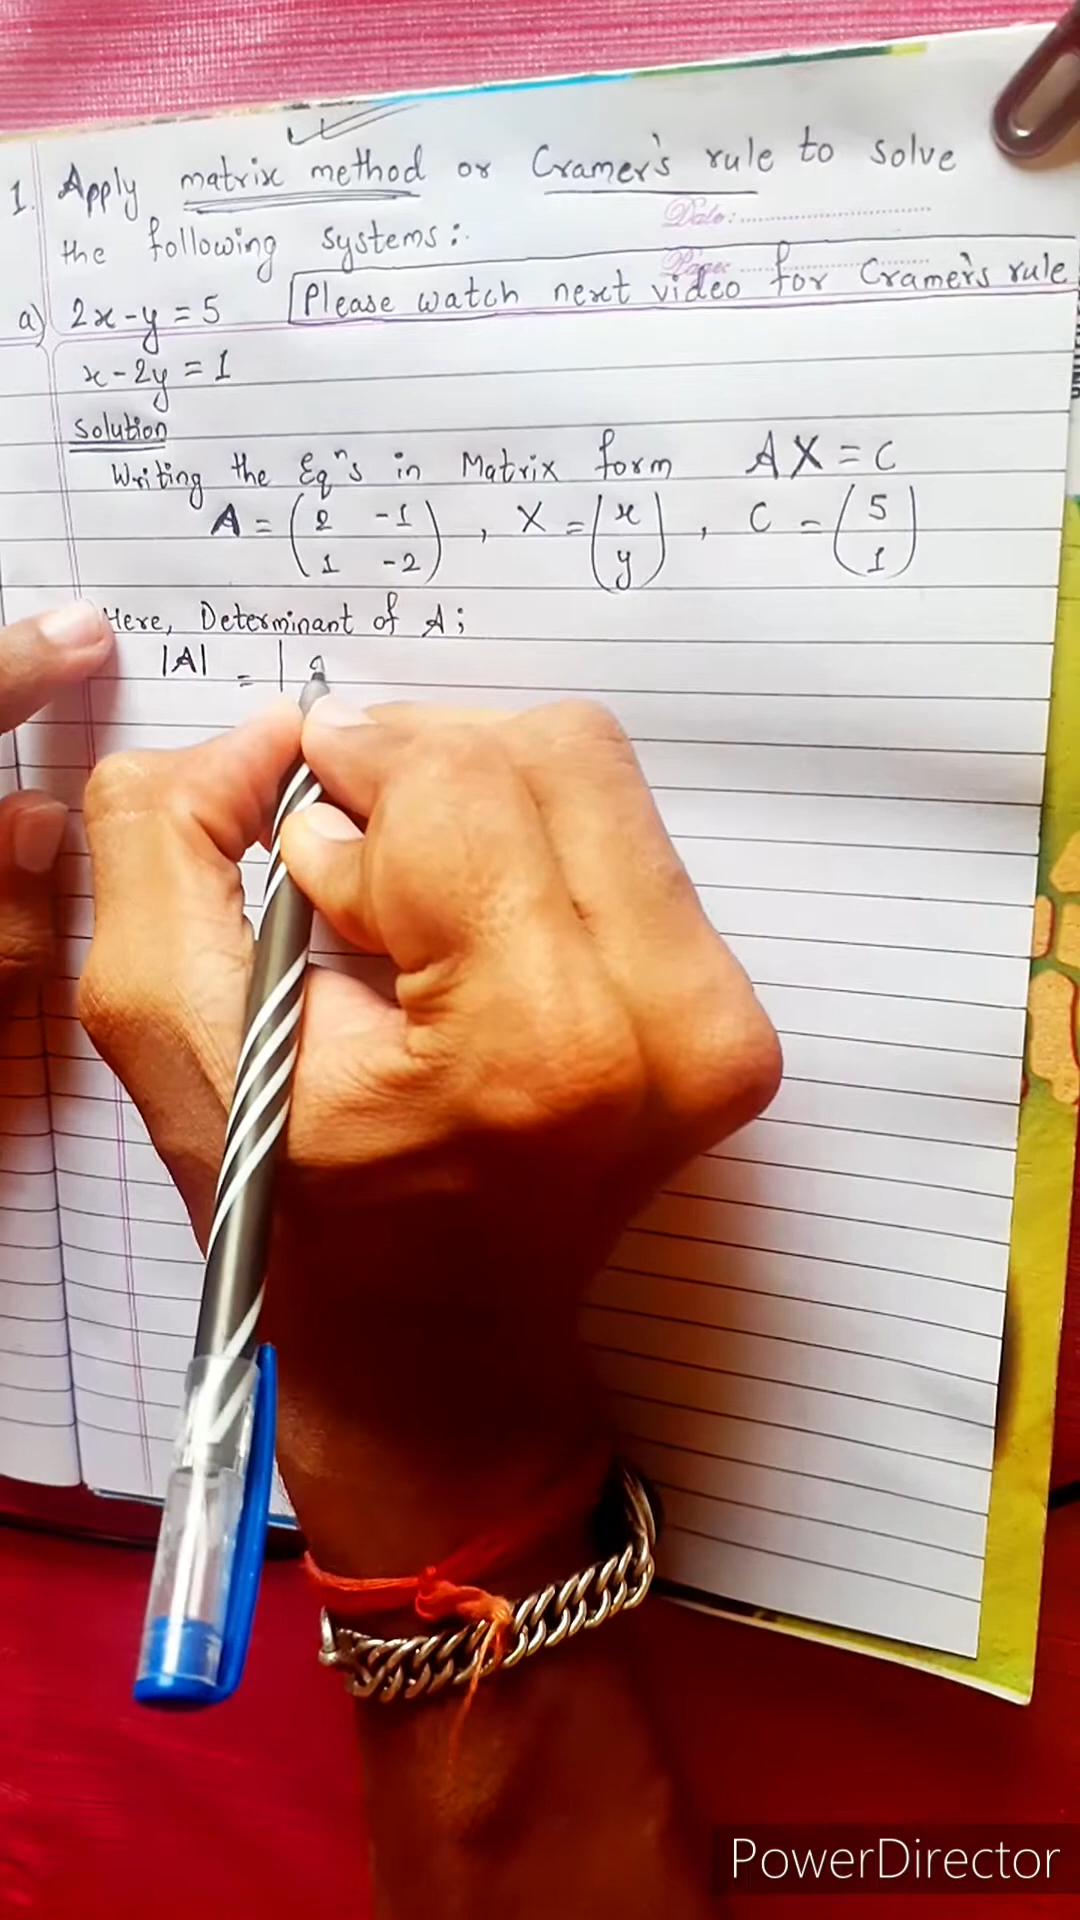 1. Apply matrix method or Cramer's rule to solve
Date:
the following systems:
Page:
a) 2x-y=5 Please watch next video for Cramer's rule
x-2y=1
Solution
Writing the Eqⁿs in Matrix form AX=C
A = (2 -1 , X = (x , C = (5
1 -2) y) 1)
Here, Determinant of A;
|A| = | 2
PowerDirector